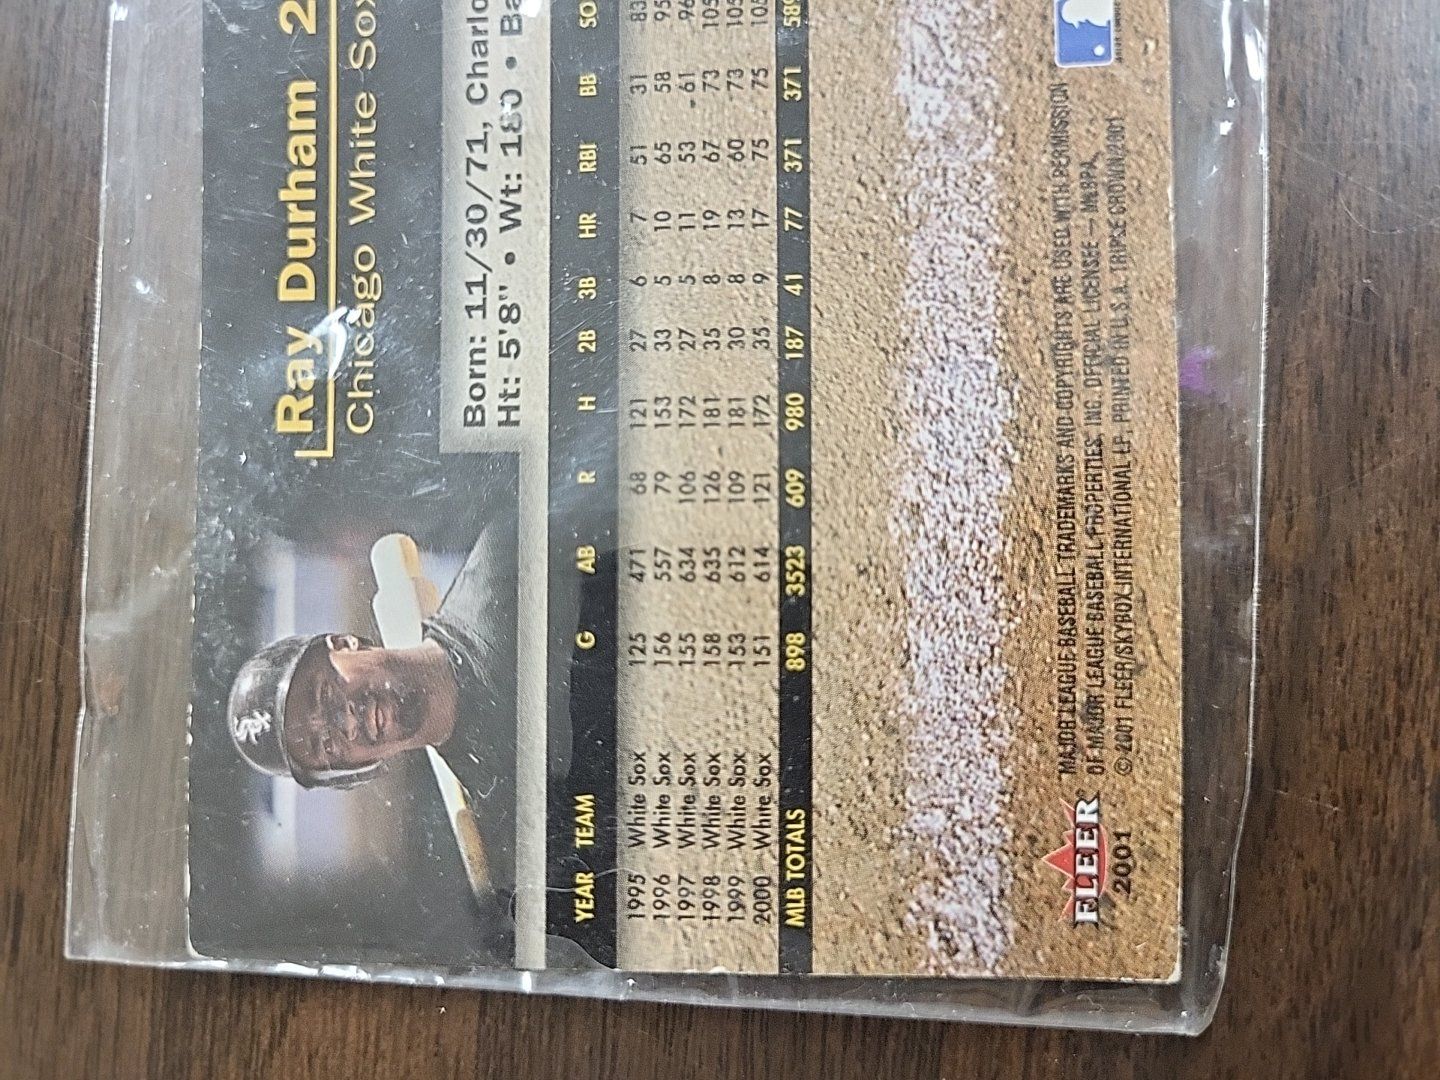 Ray Durham 2
Chicago White Sox
Born: 11/30/71, Charlo
Ht: 5'8" • Wt: 180 • Ba
YEAR TEAM G AB R H 2B 3B HR RBI BB SO
1995 White Sox 125 471 68 121 27 6 7 51 31 83
1996 White Sox 156 557 79 153 33 5 10 65 58 95
1997 White Sox 155 634 106 172 27 5 11 53 61 96
1998 White Sox 158 635 126 181 35 8 19 67 73 105
1999 White Sox 153 612 109 181 30 8 13 60 73 105
2000 White Sox 151 614 121 172 35 9 17 75 75 105
MLB TOTALS 898 3523 609 980 187 41 77 371 371 589
MAJOR LEAGUE BASEBALL TRADEMARKS AND COPYRIGHTS ARE USED WITH PERMISSION
OF MAJOR LEAGUE BASEBALL PROPERTIES, INC. OFFICIAL LICENSE – MLBPA
© 2001 FLEER/SKYBOX INTERNATIONAL LP. PRINTED IN U.S.A. TRIPLE CROWN 2001
FLEER
2001
SOX